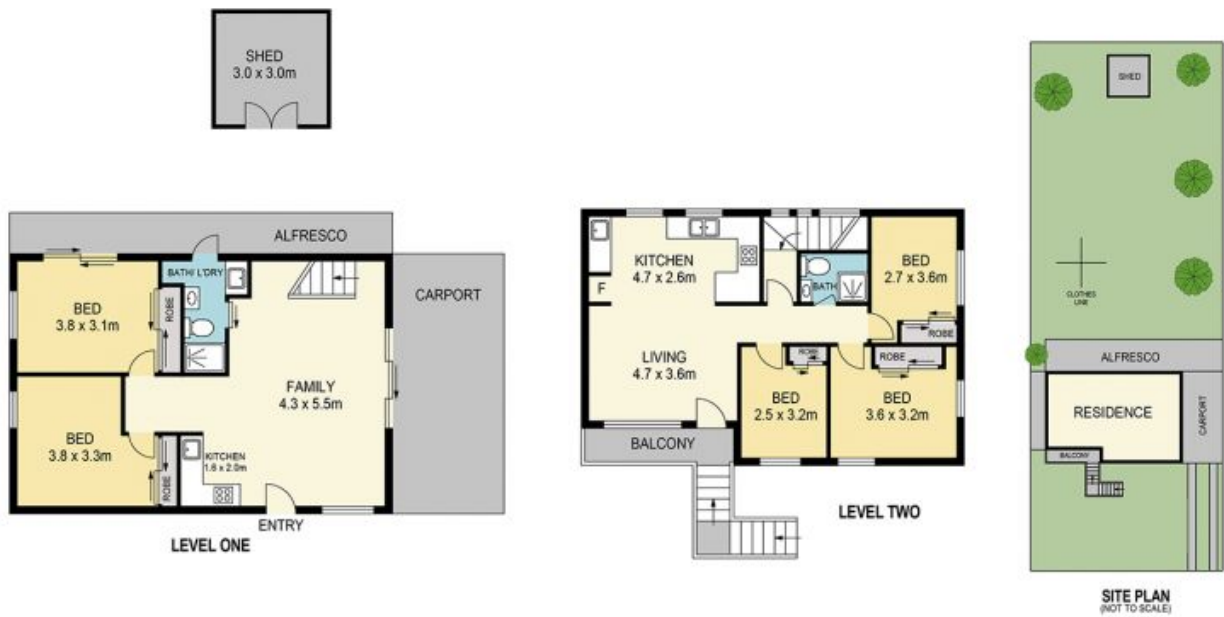 SHED
3.0 x 3.0m
ALFRESCO
BATH/ L'DRY
BED
3.8 x 3.1m
ROBE
CARPORT
FAMILY
4.3 x 5.5m
BED
3.8 x 3.3m
KITCHEN
1.6 x 2.0m
ROBE
ENTRY
LEVEL ONE
KITCHEN
4.7 x 2.6m
F
BATH
BED
2.7 x 3.6m
ROBE
LIVING
4.7 x 3.6m
ROBE
ROBE
BED
2.5 x 3.2m
BED
3.6 x 3.2m
BALCONY
LEVEL TWO
SHED
CLOTHES
LINE
ALFRESCO
RESIDENCE
CARPORT
BALCONY
SITE PLAN
(NOT TO SCALE)